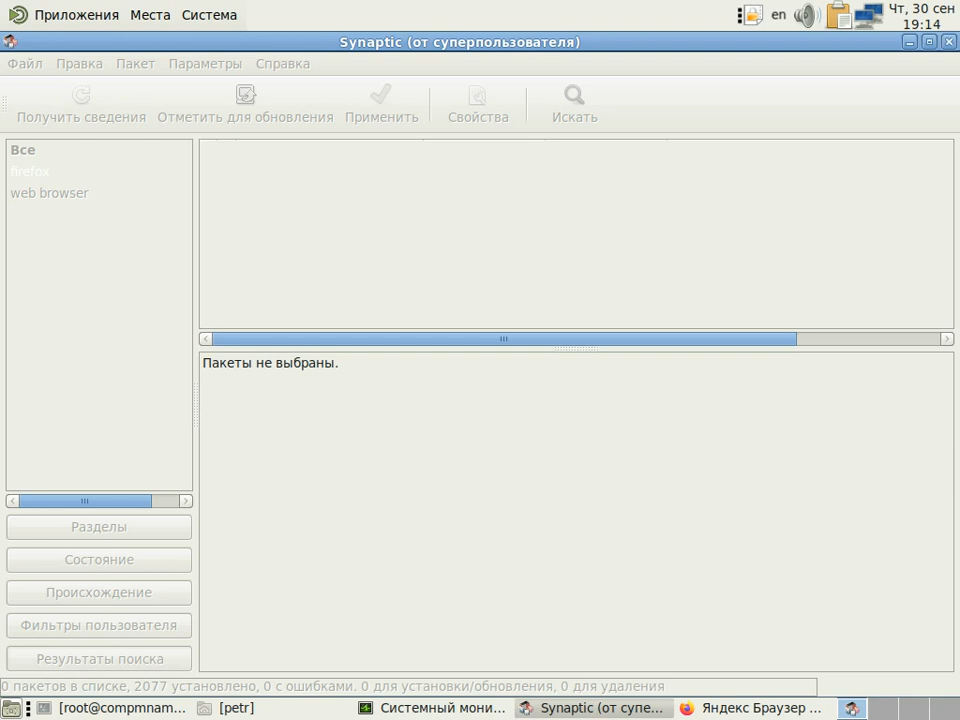 Приложения Места Система en Чт, 30 сен
19:14
Synaptic (от суперпользователя)
Файл Правка Пакет Параметры Справка
Получить сведения Отметить для обновления Применить Свойства Искать
Все
firefox
web browser
Пакеты не выбраны.
Разделы
Состояние
Происхождение
Фильтры пользователя
Результаты поиска
0 пакетов в списке, 2077 установлено, 0 с ошибками. 0 для установки/обновления, 0 для удаления
[root@compmnam... [petr] Системный мони... Synaptic (от супе... Яндекс Браузер ...